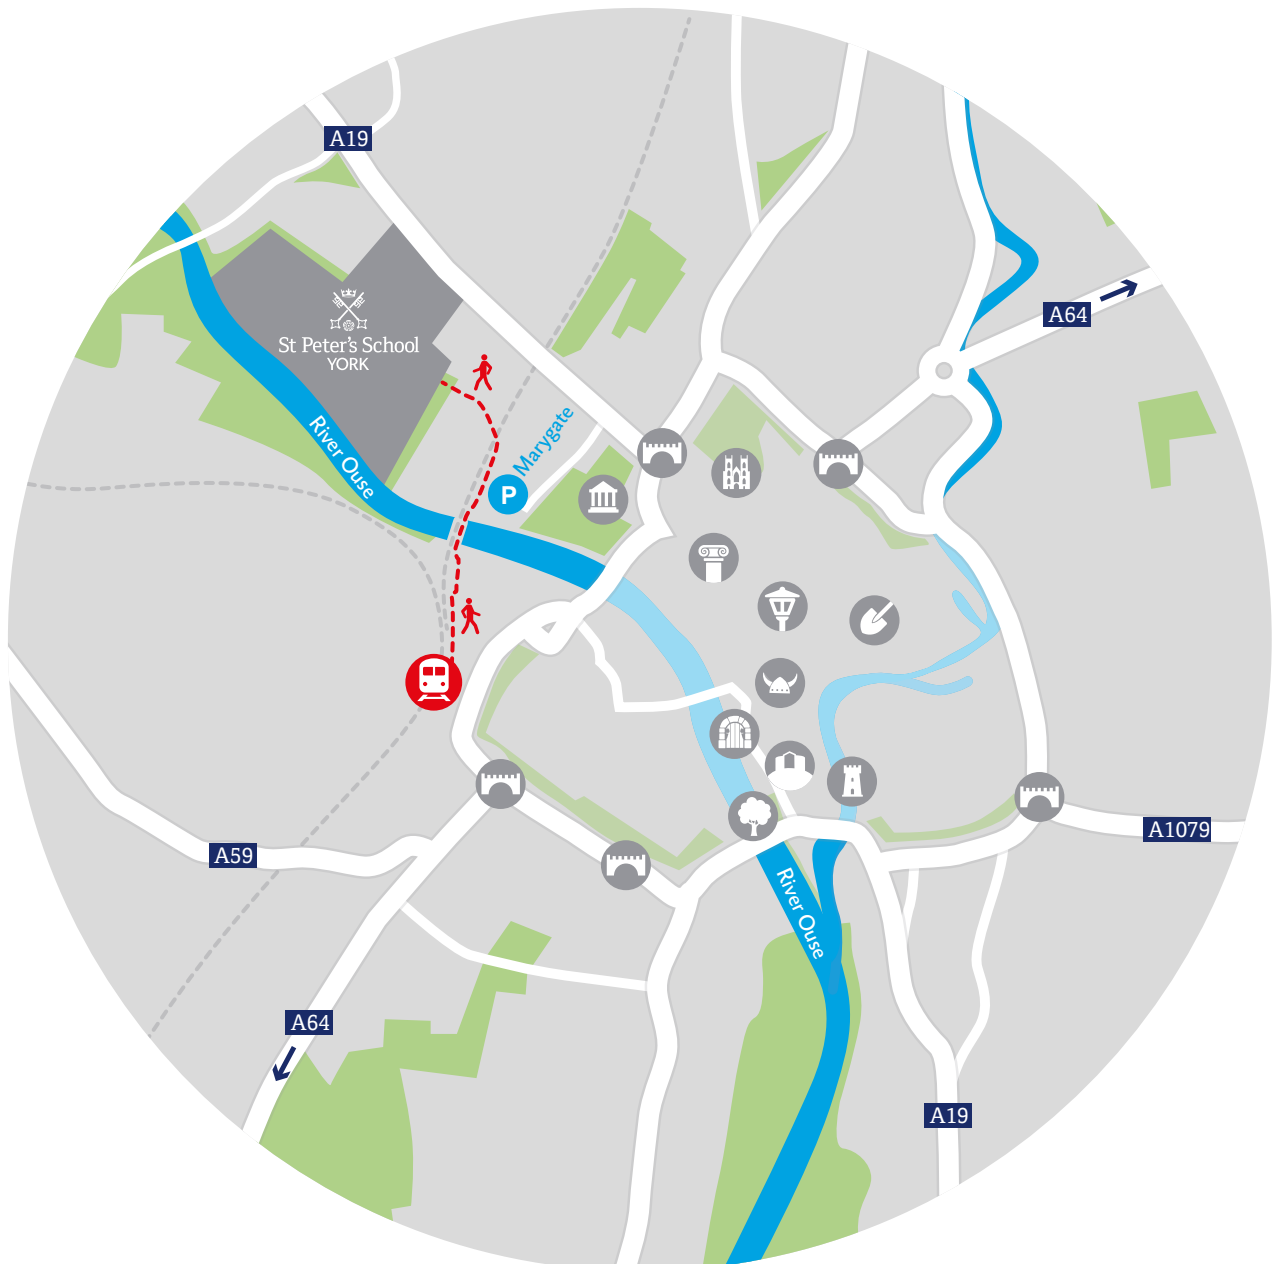 A19
A64
St Peter's School
YORK
River Ouse
Marygate
P
A59
A1079
River Ouse
A64
A19